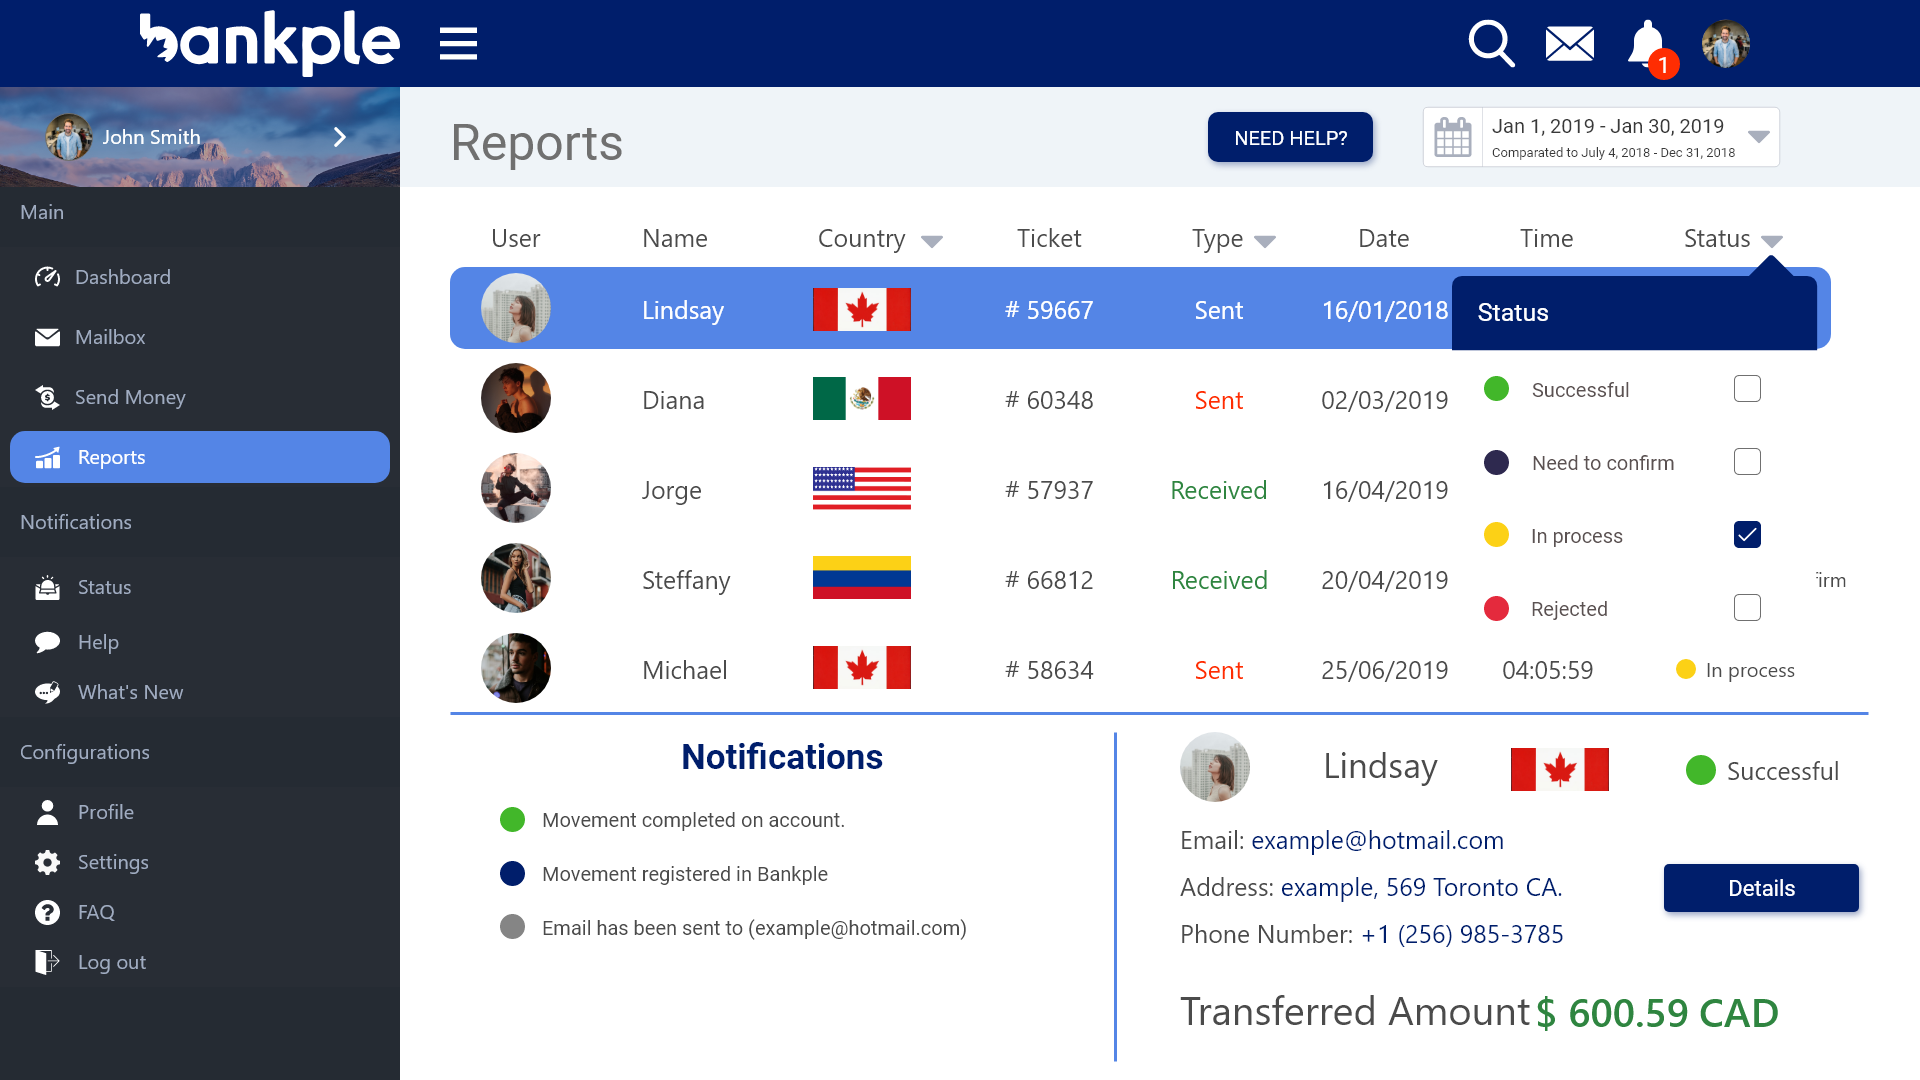 bankple
1
John Smith
Reports
NEED HELP?
Jan 1, 2019 - Jan 30, 2019
Comparated to July 4, 2018 - Dec 31, 2018
Main
Dashboard
Mailbox
Send Money
Reports
Notifications
Status
Help
What's New
Configurations
Profile
Settings
FAQ
Log out
User Name Country Ticket Type Date Time Status
Lindsay # 59667 Sent 16/01/2018
Diana # 60348 Sent 02/03/2019
Jorge # 57937 Received 16/04/2019
Steffany # 66812 Received 20/04/2019 irm
Michael # 58634 Sent 25/06/2019 04:05:59 In process
Status
Successful
Need to confirm
In process
Rejected
Notifications
Movement completed on account.
Movement registered in Bankple
Email has been sent to (example@hotmail.com)
Lindsay Successful
Email: example@hotmail.com
Address: example, 569 Toronto CA.
Phone Number: +1 (256) 985-3785
Details
Transferred Amount $ 600.59 CAD